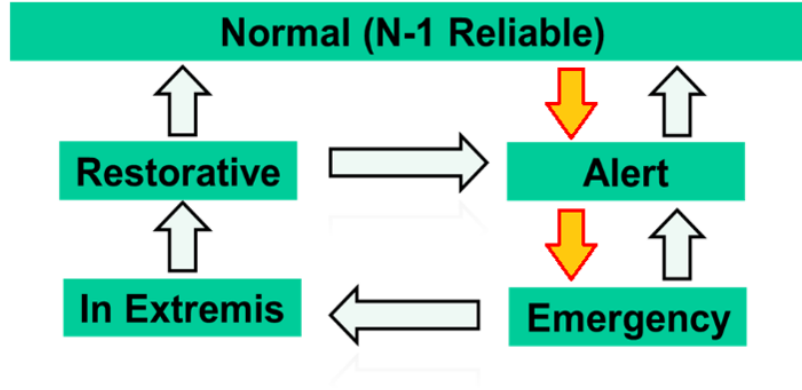 Normal (N-1 Reliable)
Restorative
Alert
In Extremis
Emergency